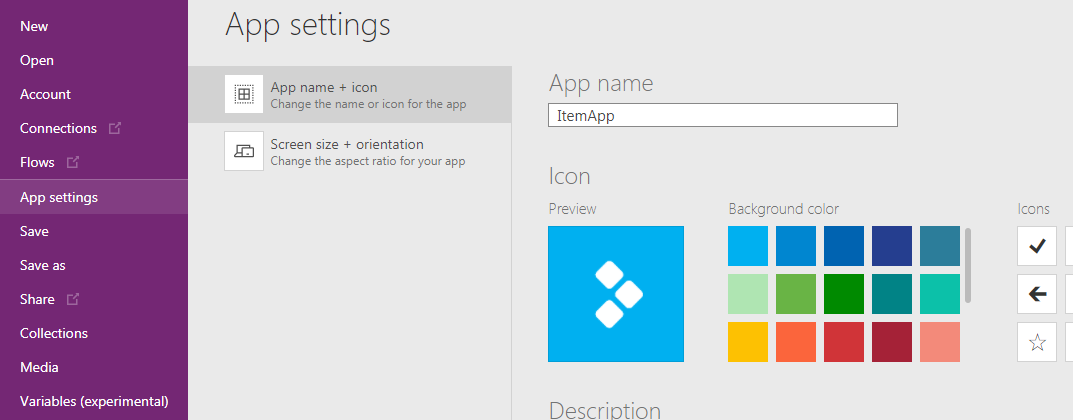 New
Open
Account
Connections
Flows
App settings
Save
Save as
Share
Collections
Media
Variables (experimental)
App settings
App name + icon
Change the name or icon for the app
Screen size + orientation
Change the aspect ratio for your app
App name
ItemApp
Icon
Preview
Background color
Icons
Description